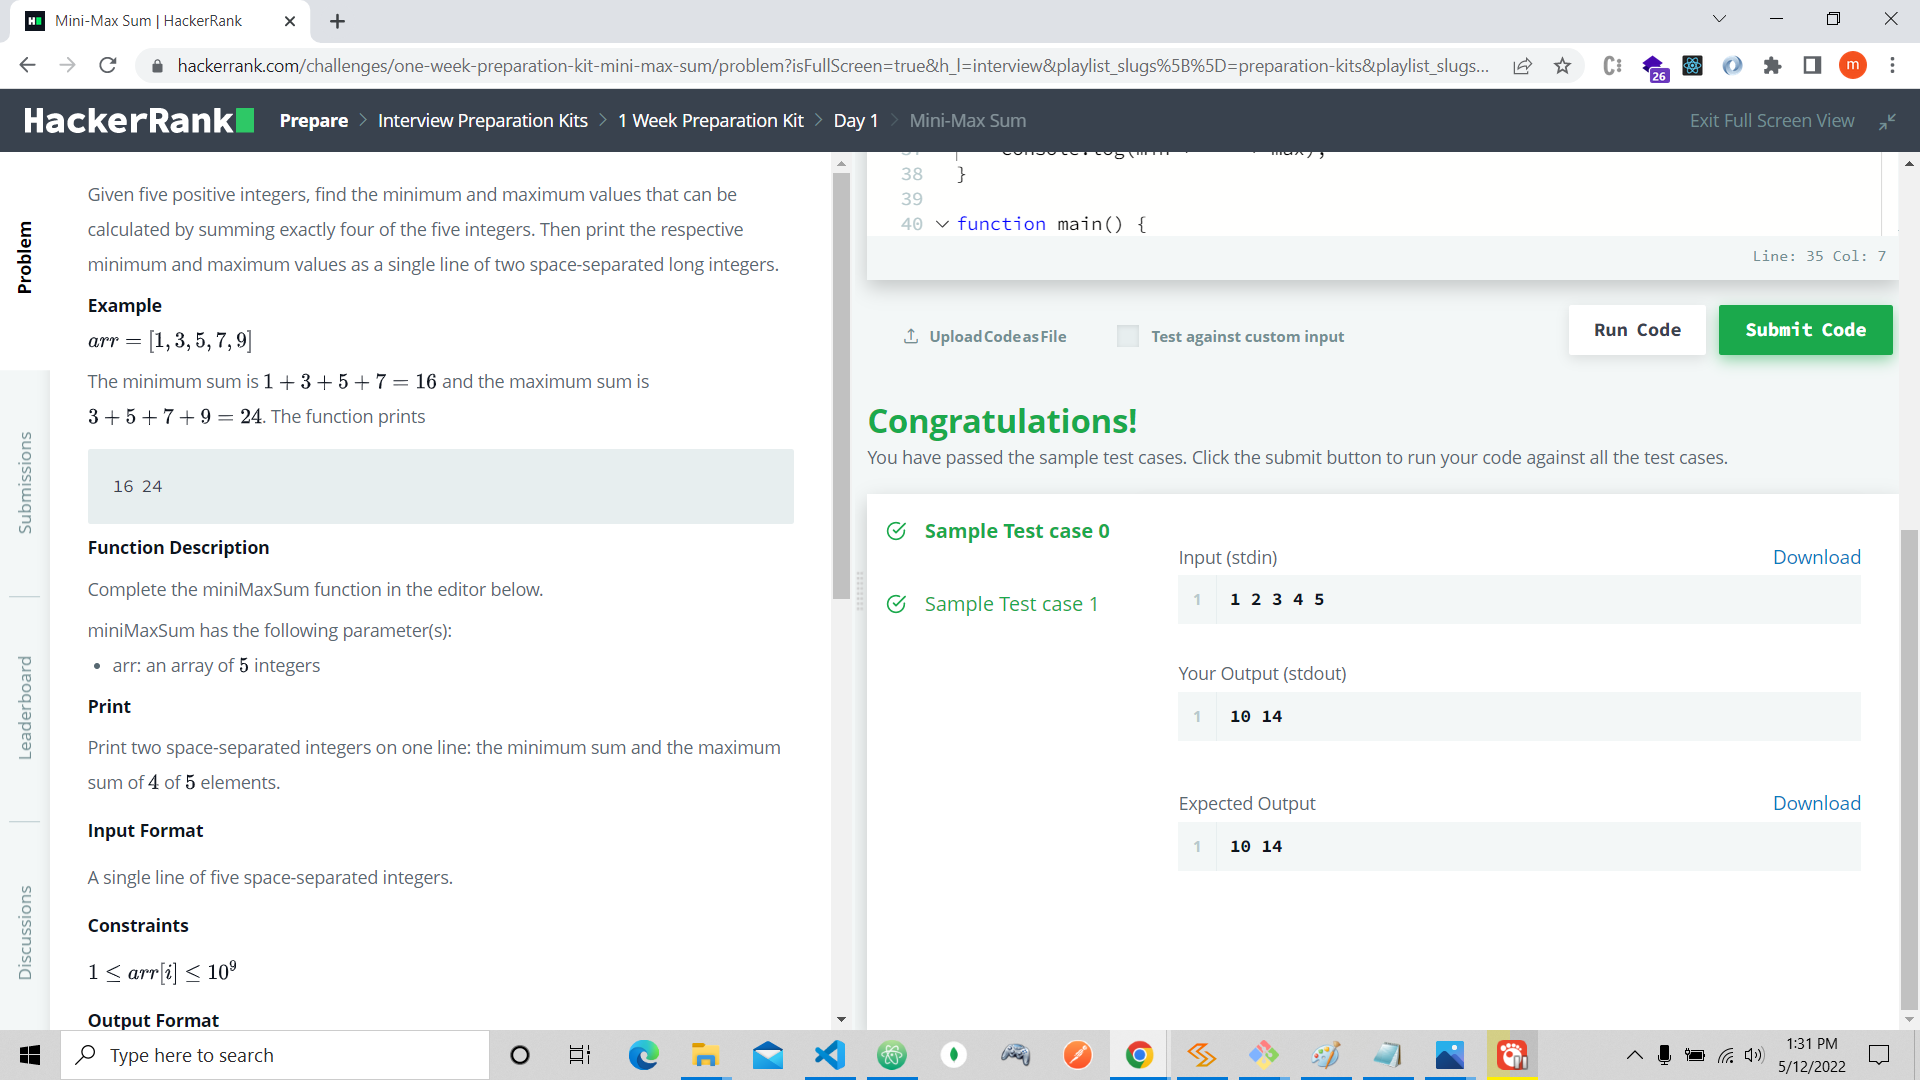 Mini-Max Sum | HackerRank
hackerrank.com/challenges/one-week-preparation-kit-mini-max-sum/problem?isFullScreen=true&h_l=interview&playlist_slugs%5B%5D=preparation-kits&playlist_slugs...
26
m
HackerRank
Prepare > Interview Preparation Kits > 1 Week Preparation Kit > Day 1 > Mini-Max Sum
Exit Full Screen View
Problem
Submissions
Leaderboard
Discussions
Given five positive integers, find the minimum and maximum values that can be
calculated by summing exactly four of the five integers. Then print the respective
minimum and maximum values as a single line of two space-separated long integers.
Example
arr = [1, 3, 5, 7, 9]
The minimum sum is 1 + 3 + 5 + 7 = 16 and the maximum sum is
3 + 5 + 7 + 9 = 24. The function prints
16 24
Function Description
Complete the miniMaxSum function in the editor below.
miniMaxSum has the following parameter(s):
• arr: an array of 5 integers
Print
Print two space-separated integers on one line: the minimum sum and the maximum
sum of 4 of 5 elements.
Input Format
A single line of five space-separated integers.
Constraints
1 ≤ arr[i] ≤ 10⁹
Output Format
38 }
39
40 function main() {
Line: 35 Col: 7
Upload Code as File
Test against custom input
Run Code
Submit Code
Congratulations!
You have passed the sample test cases. Click the submit button to run your code against all the test cases.
Sample Test case 0
Sample Test case 1
Input (stdin)
Download
1 1 2 3 4 5
Your Output (stdout)
1 10 14
Expected Output
Download
1 10 14
Type here to search
1:31 PM
5/12/2022